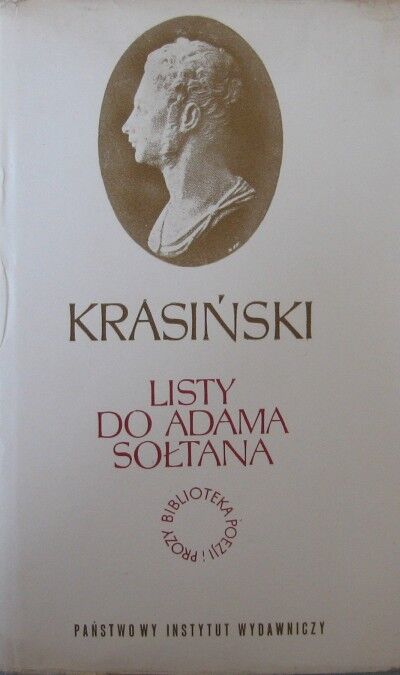 KRASIŃSKI
LISTY
DO ADAMA
SOŁTANA
BIBLIOTEKA POEZJI i PROZY
PAŃSTWOWY INSTYTUT WYDAWNICZY